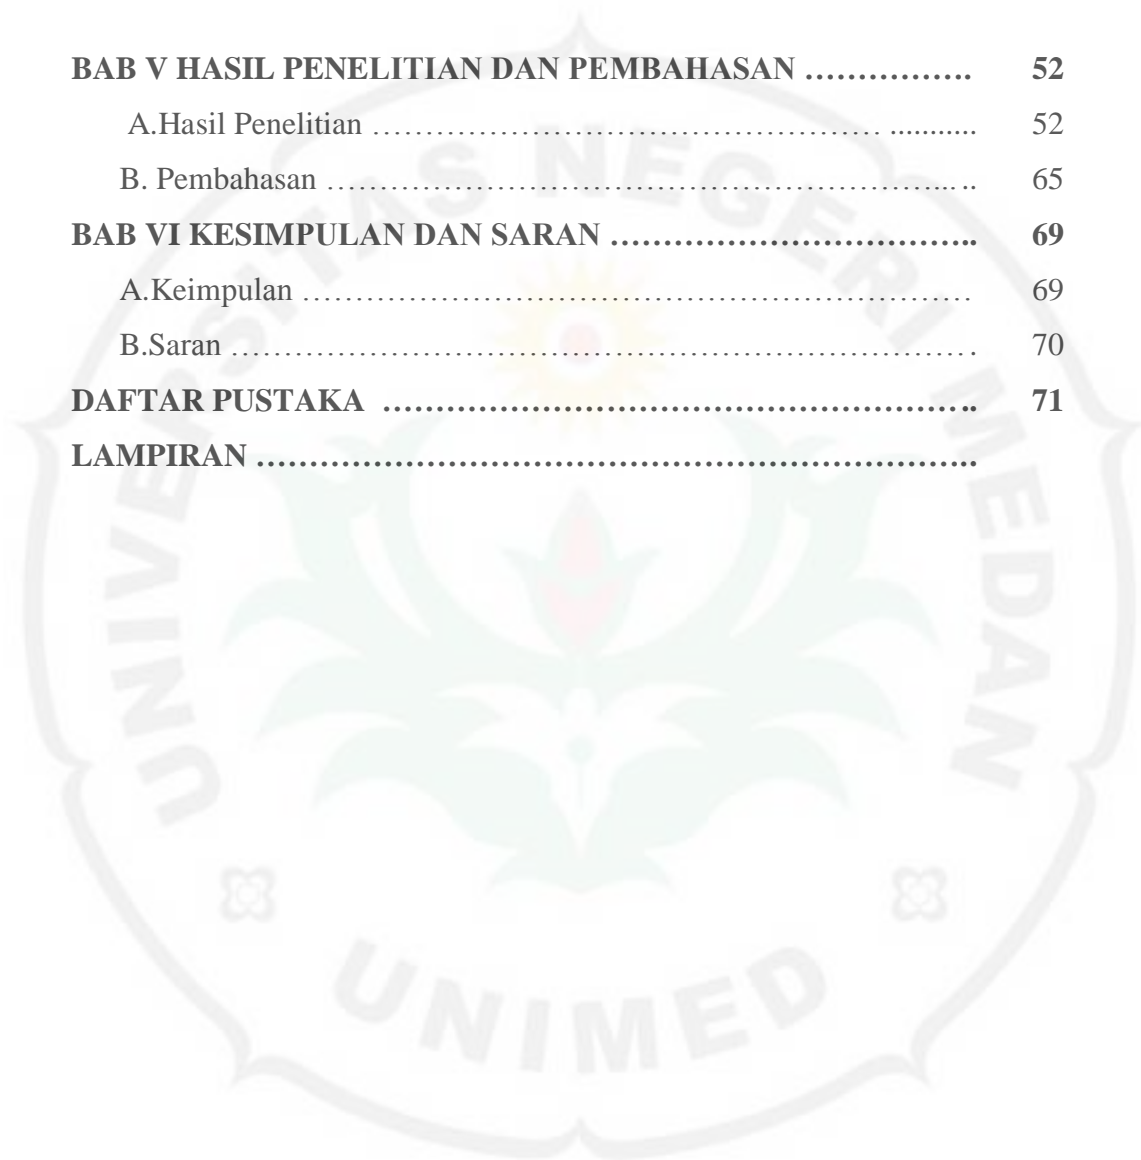 BAB V HASIL PENELITIAN DAN PEMBAHASAN ……………. 52
A.Hasil Penelitian ………………………………………… ........... 52
B. Pembahasan …………………………………………………... .. 65
BAB VI KESIMPULAN DAN SARAN …………………………….. 69
A.Keimpulan ……………………………………………………… 69
B.Saran ……………………………………………………………. 70
DAFTAR PUSTAKA ……………………………………………….. 71
LAMPIRAN …………………………………………………………..
UNIVERSITAS NEGERI MEDAN
UNIMED